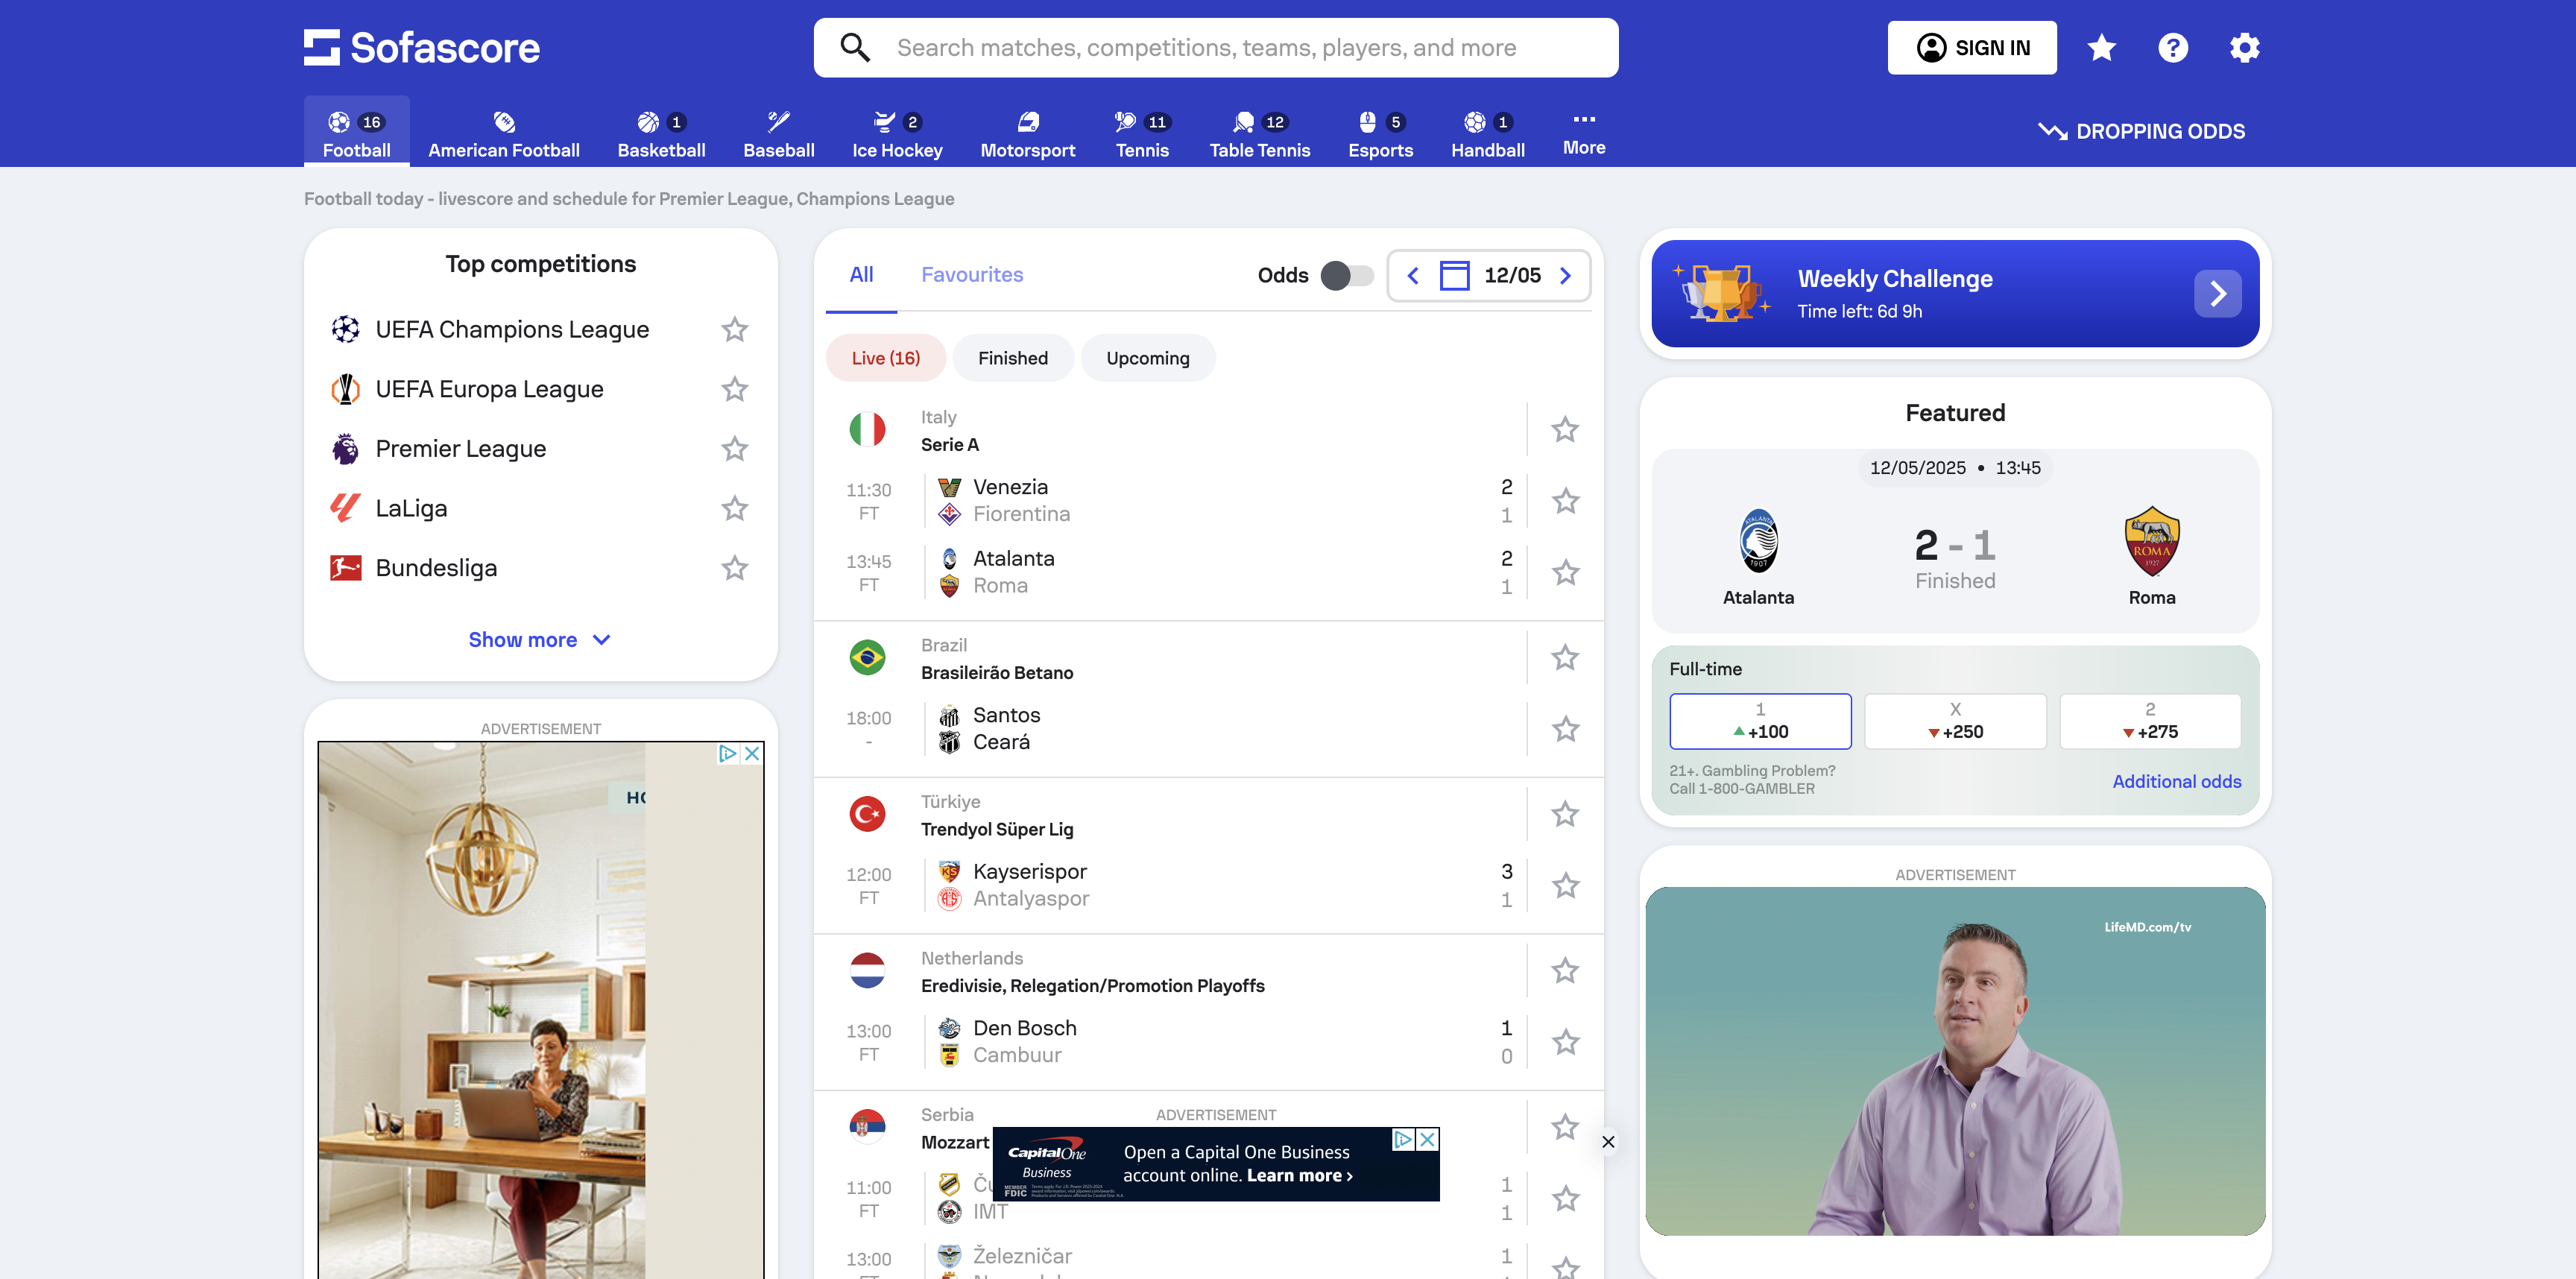 Sofascore
Search matches, competitions, teams, players, and more
SIGN IN
16
Football
American Football
1
Basketball
Baseball
2
Ice Hockey
Motorsport
11
Tennis
12
Table Tennis
5
Esports
1
Handball
More
DROPPING ODDS
Football today - livescore and schedule for Premier League, Champions League
Top competitions
UEFA Champions League
UEFA Europa League
Premier League
LaLiga
Bundesliga
Show more
ADVERTISEMENT
All
Favourites
Odds
12/05
Live (16)
Finished
Upcoming
Italy
Serie A
11:30
FT
Venezia 2
Fiorentina 1
13:45
FT
Atalanta 2
Roma 1
Brazil
Brasileirão Betano
18:00
-
Santos
Ceará
Türkiye
Trendyol Süper Lig
12:00
FT
Kayserispor 3
Antalyaspor 1
Netherlands
Eredivisie, Relegation/Promotion Playoffs
13:00
FT
Den Bosch 1
Cambuur 0
Serbia
Mozzart
ADVERTISEMENT
Capital One
Business
MEMBER
FDIC
Open a Capital One Business
account online. Learn more ›
11:00
FT
1
IMT 1
13:00
Železničar 1
Weekly Challenge
Time left: 6d 9h
Featured
12/05/2025 • 13:45
ATALANTA
1907
ROMA
1927
2 - 1
Finished
Atalanta
Roma
Full-time
1
+100
X
+250
2
+275
21+. Gambling Problem?
Call 1-800-GAMBLER
Additional odds
ADVERTISEMENT
LifeMD.com/tv